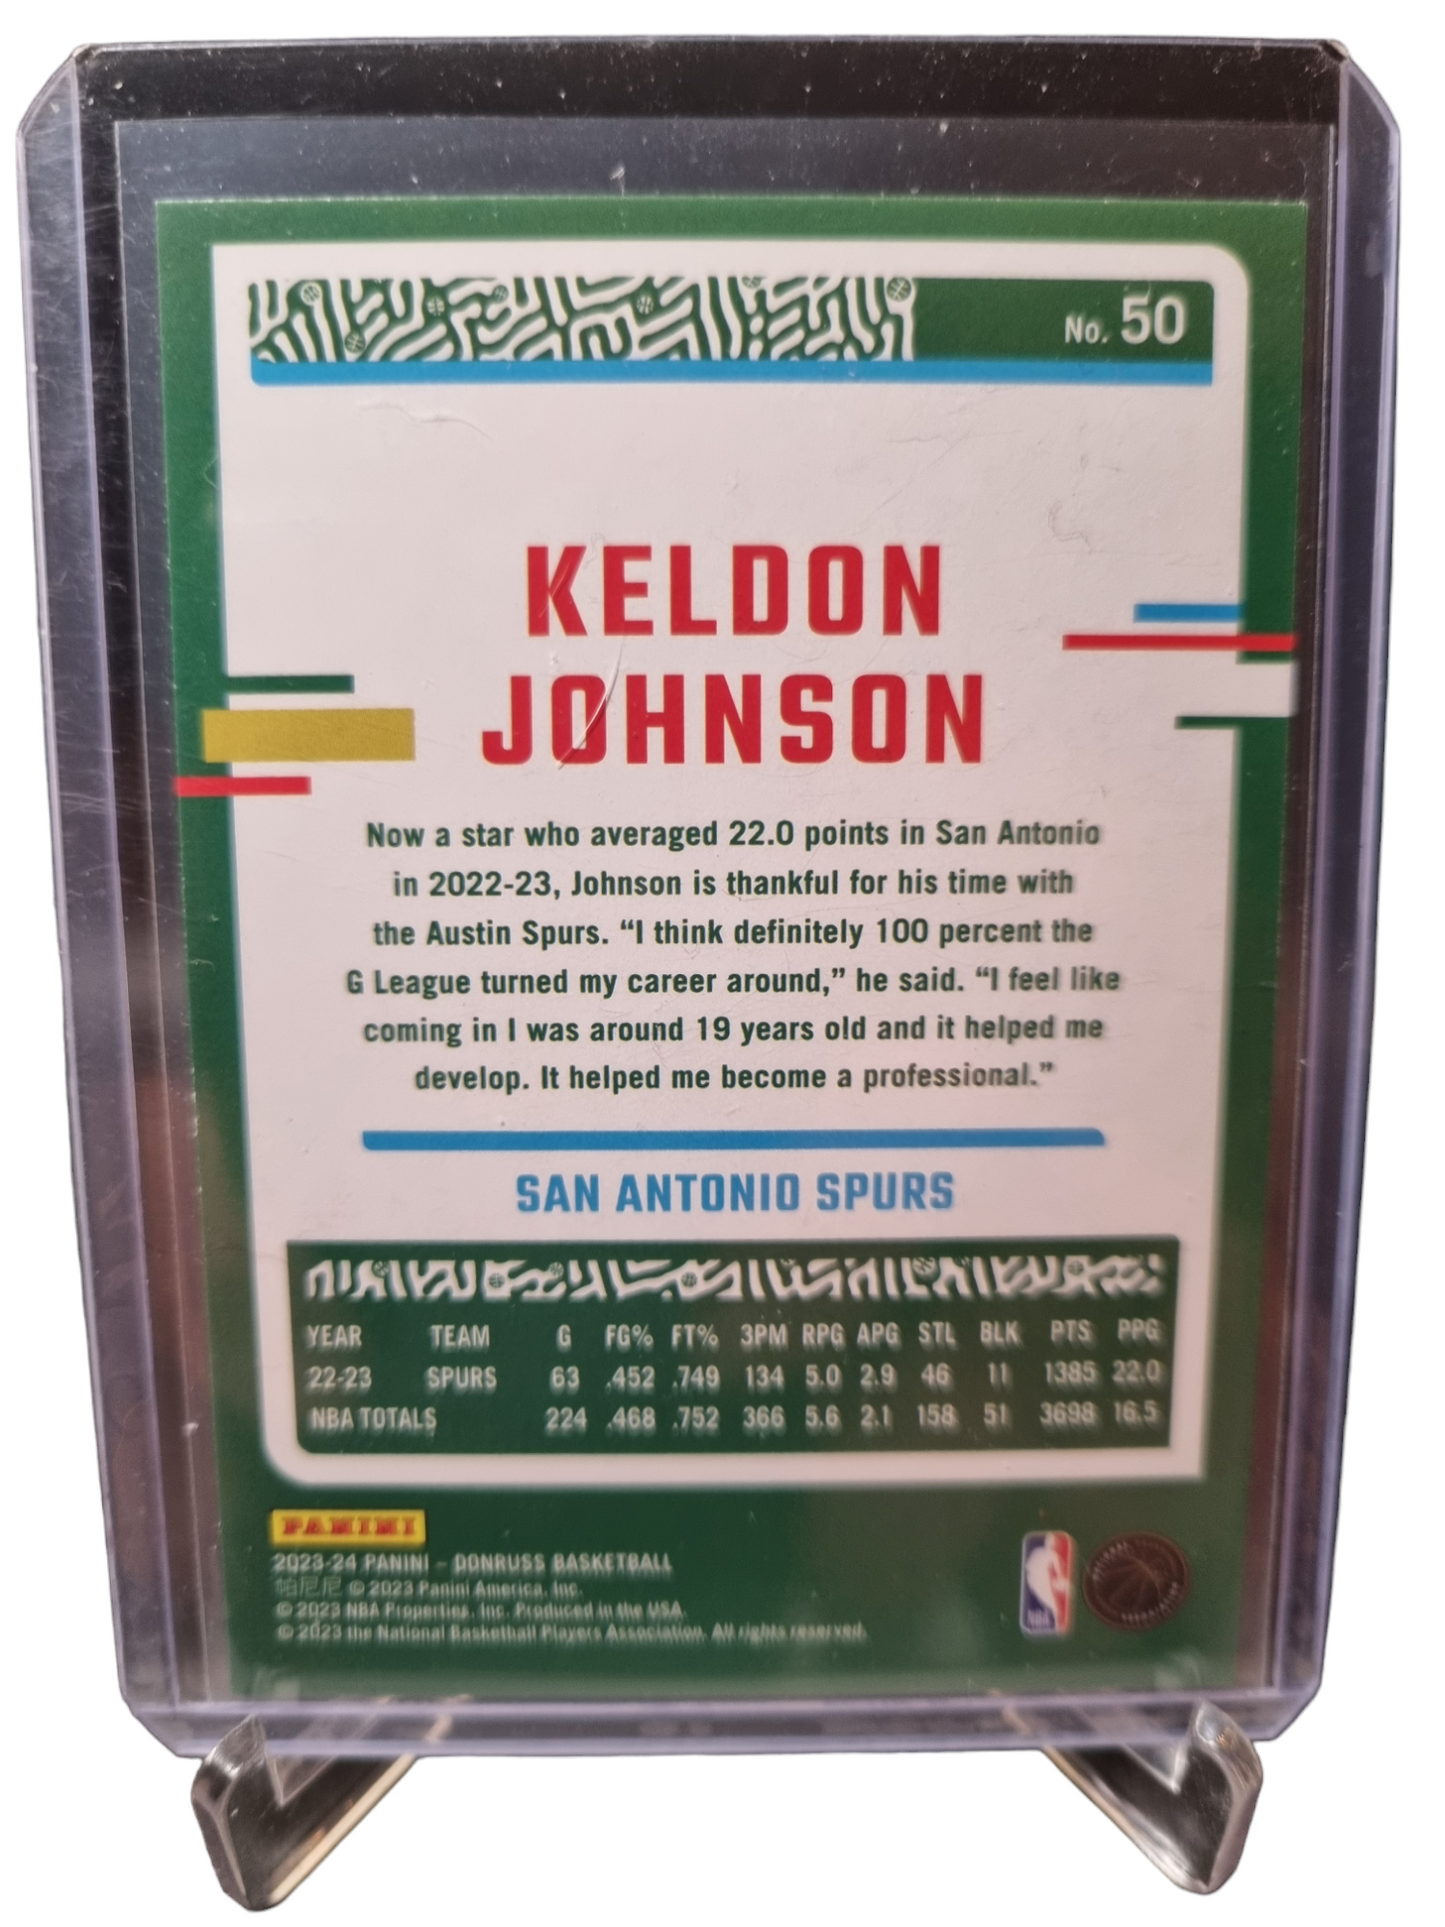 No. 50
KELDON
JOHNSON
Now a star who averaged 22.0 points in San Antonio
in 2022-23, Johnson is thankful for his time with
the Austin Spurs. “I think definitely 100 percent the
G League turned my career around,” he said. “I feel like
coming in I was around 19 years old and it helped me
develop. It helped me become a professional.”
SAN ANTONIO SPURS
YEAR TEAM G FG% FT% 3PM RPG APG STL BLK PTS PPG
22-23 SPURS 63 .452 .749 134 5.0 2.9 46 11 1385 22.0
NBA TOTALS 224 .468 .752 366 5.6 2.1 158 51 3698 16.5
PANINI
2023-24 PANINI – DONRUSS BASKETBALL
帕尼尼 © 2023 Panini America, Inc.
© 2023 NBA Properties, Inc. Produced in the USA.
© 2023 the National Basketball Players Association. All rights reserved.
NBA